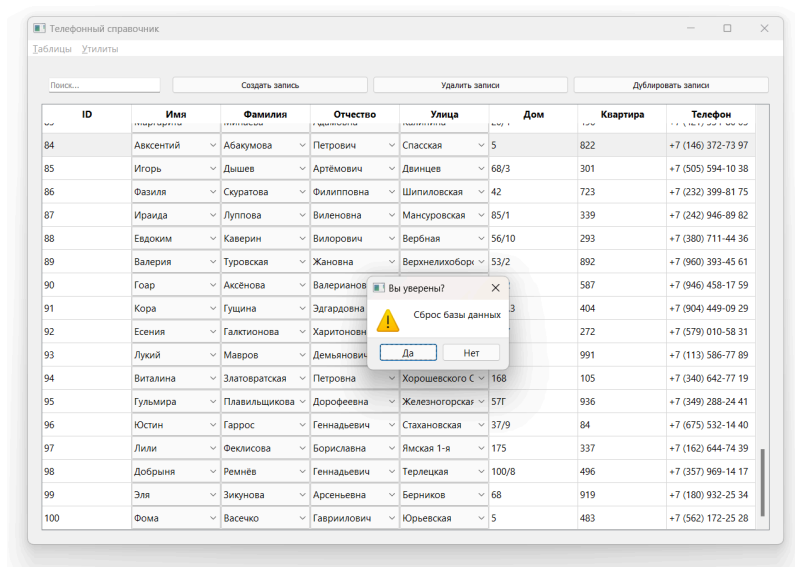 Телефонный справочник
Таблицы Утилиты
Поиск... Создать запись Удалить записи Дублировать записи
ID Имя Фамилия Отчество Улица Дом Квартира Телефон
84 Авксентий Абакумова Петрович Спасская 5 822 +7 (146) 372-73 97
85 Игорь Дышев Артёмович Двинцев 68/3 301 +7 (505) 594-10 38
86 Фазиля Скуратова Филипповна Шипиловская 42 723 +7 (232) 399-81 75
87 Ираида Луппова Виленовна Мансуровская 85/1 339 +7 (242) 946-89 82
88 Евдоким Каверин Вилорович Вербная 56/10 293 +7 (380) 711-44 36
89 Валерия Туровская Жановна Верхнелихоборс 53/2 892 +7 (960) 393-45 61
90 Гоар Аксёнова Валерианов 587 +7 (946) 458-17 59
91 Кора Гущина Эдгардовна 404 +7 (904) 449-09 29
92 Есения Галктионова Харитоновн 272 +7 (579) 010-58 31
93 Лукий Мавров Демьянович 991 +7 (113) 586-77 89
Вы уверены?
Сброс базы данных
Да Нет
94 Виталина Златовратская Петровна Хорошевского С 168 105 +7 (340) 642-77 19
95 Гульмира Плавильщикова Дорофеевна Железногорская 57Г 936 +7 (349) 288-24 41
96 Юстин Гаррос Геннадьевич Стахановская 37/9 84 +7 (675) 532-14 40
97 Лили Феклисова Бориславна Ямская 1-я 175 337 +7 (162) 644-74 39
98 Добрыня Ремнёв Геннадьевич Терлецкая 100/8 496 +7 (357) 969-14 17
99 Эля Зикунова Арсеньевна Берников 68 919 +7 (180) 932-25 34
100 Фома Васечко Гавриилович Юрьевская 5 483 +7 (562) 172-25 28